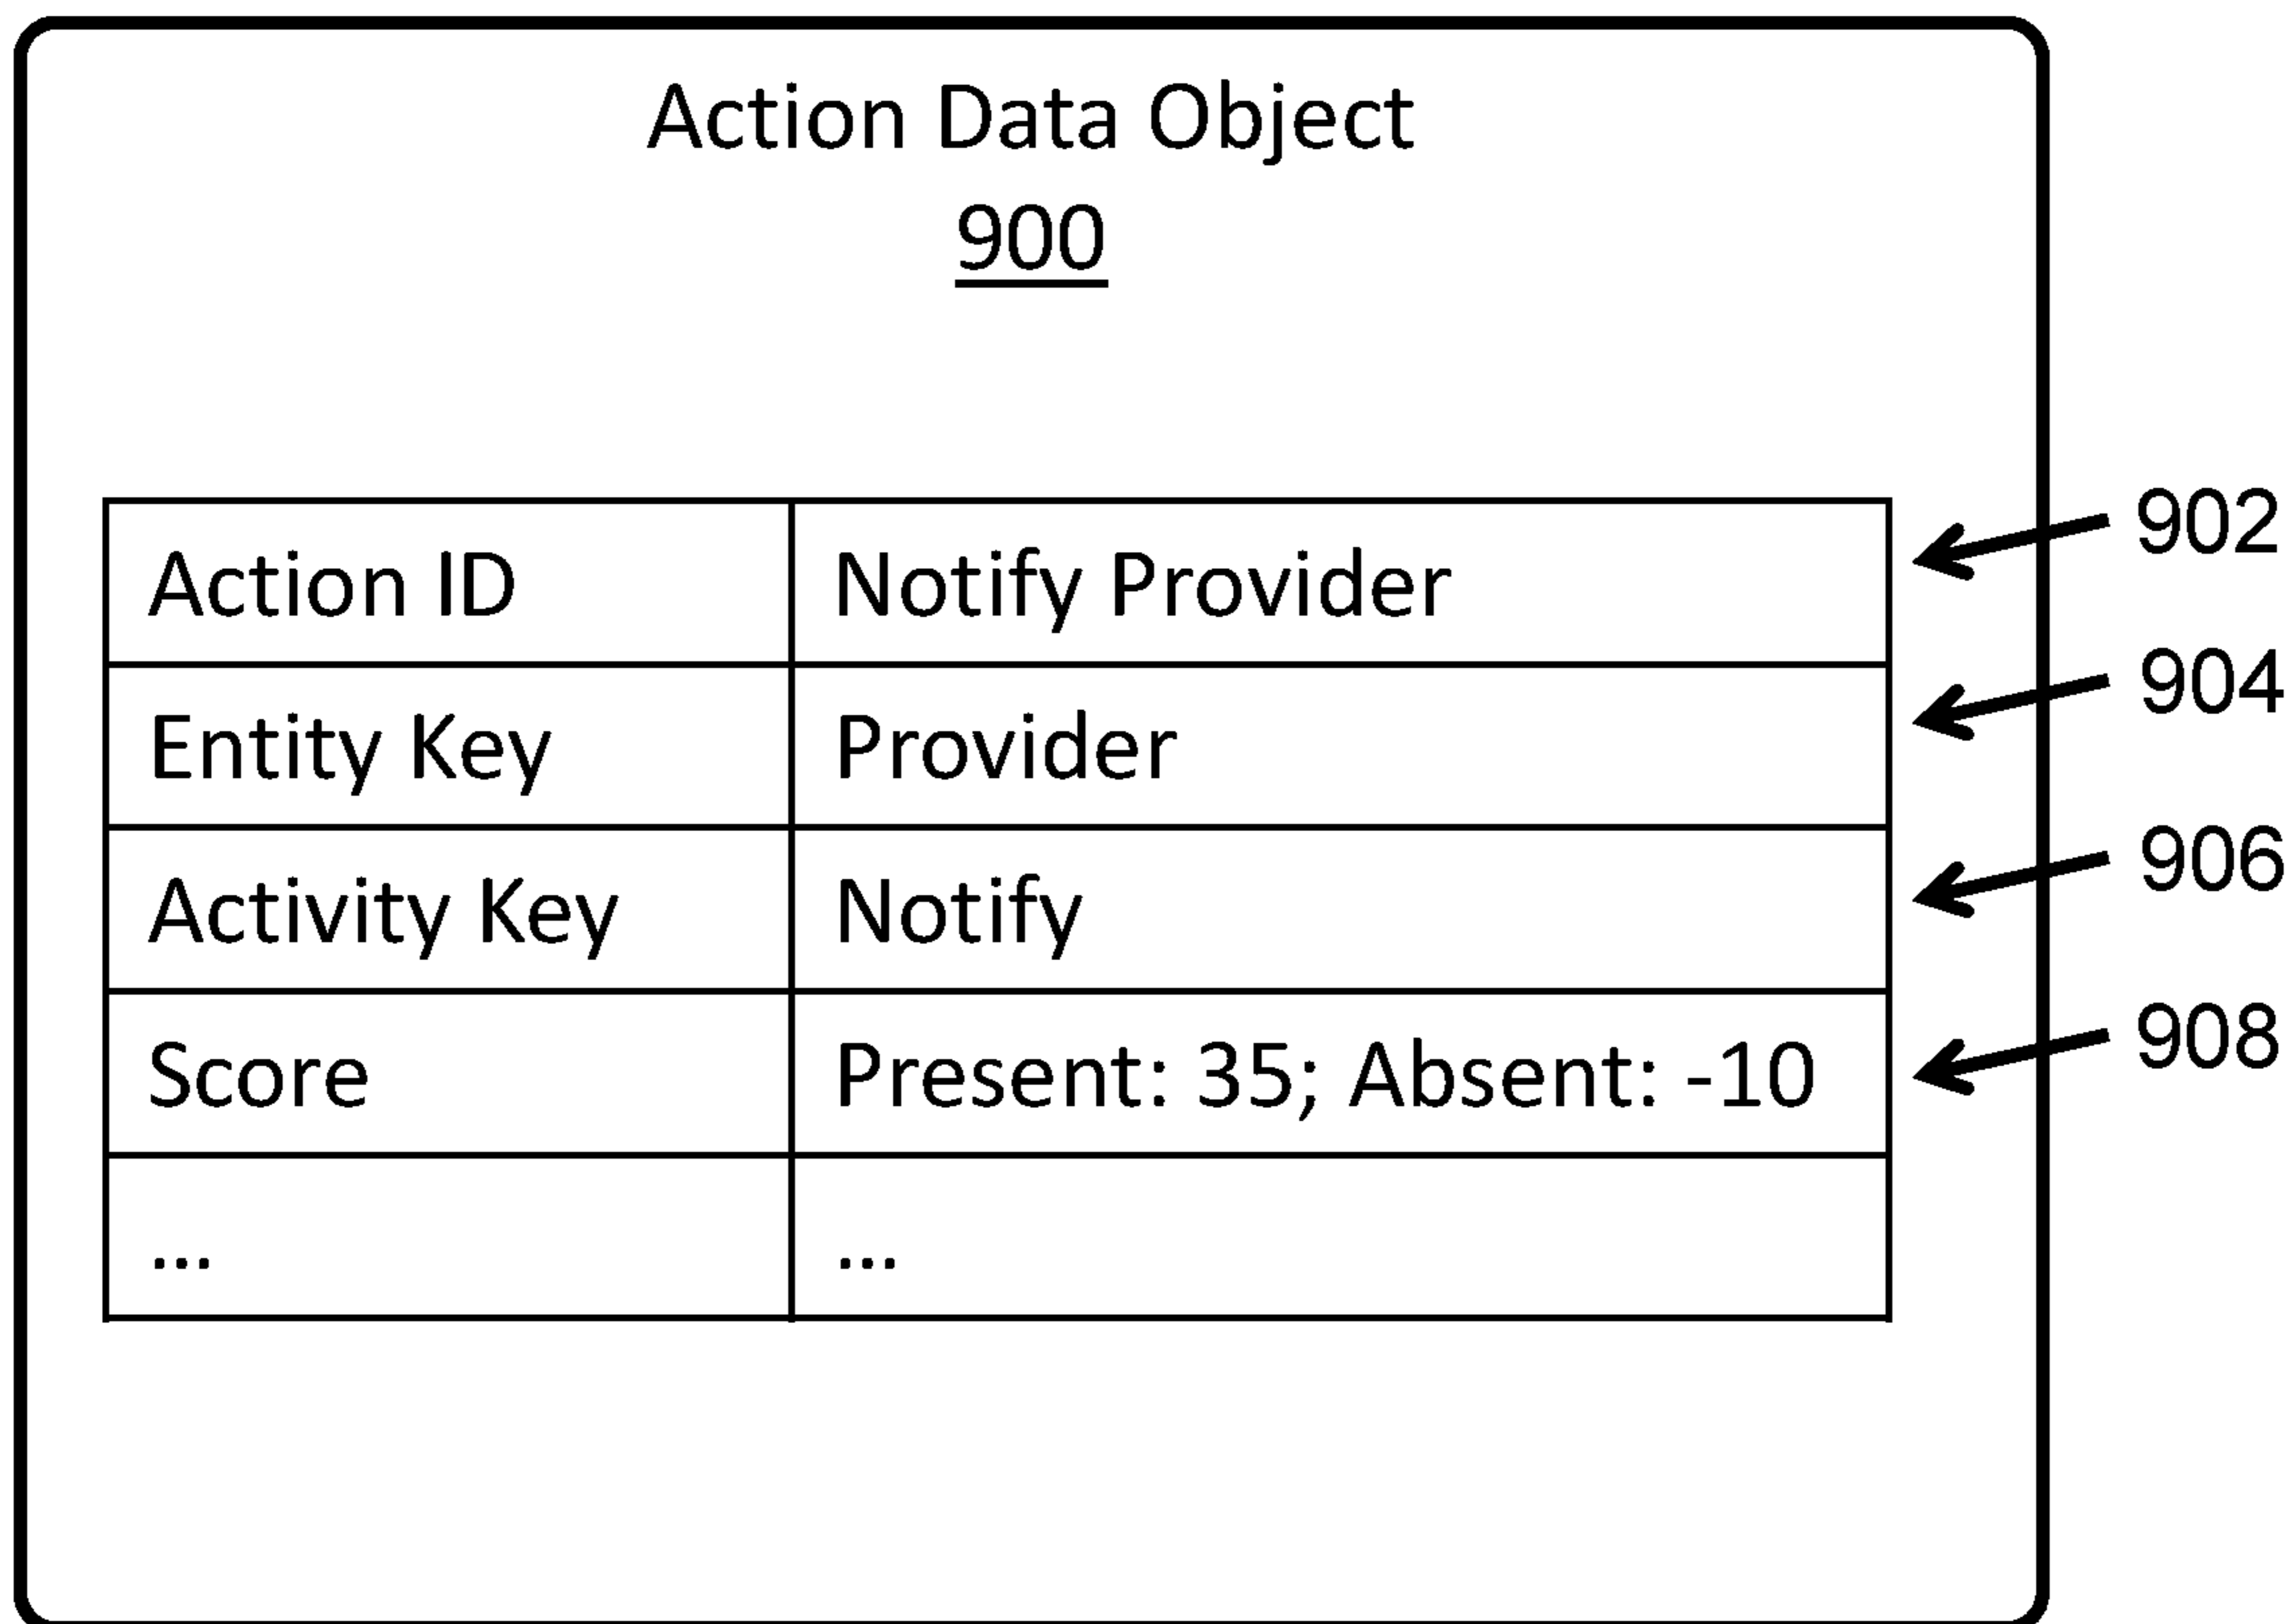 Action Data Object
900
Action ID Notify Provider 902
Entity Key Provider 904
Activity Key Notify 906
Score Present: 35; Absent: -10 908
... ...